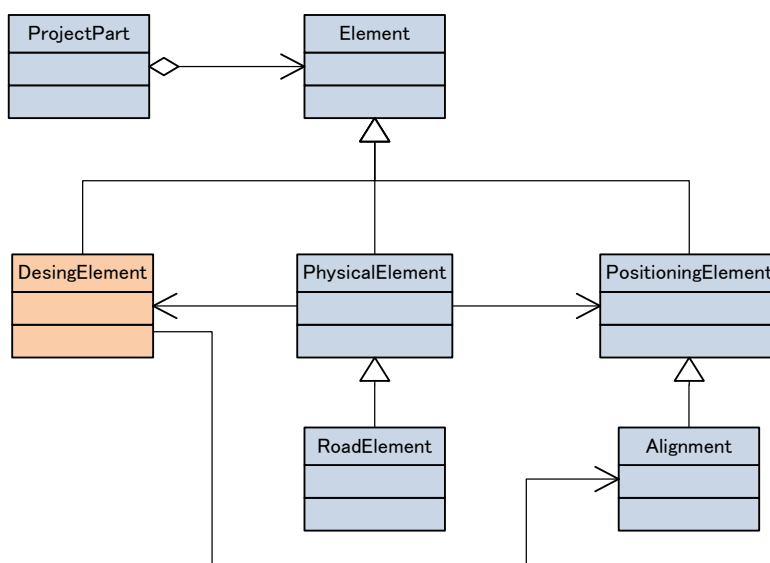 ProjectPart
Element
DesingElement
PhysicalElement
PositioningElement
RoadElement
Alignment